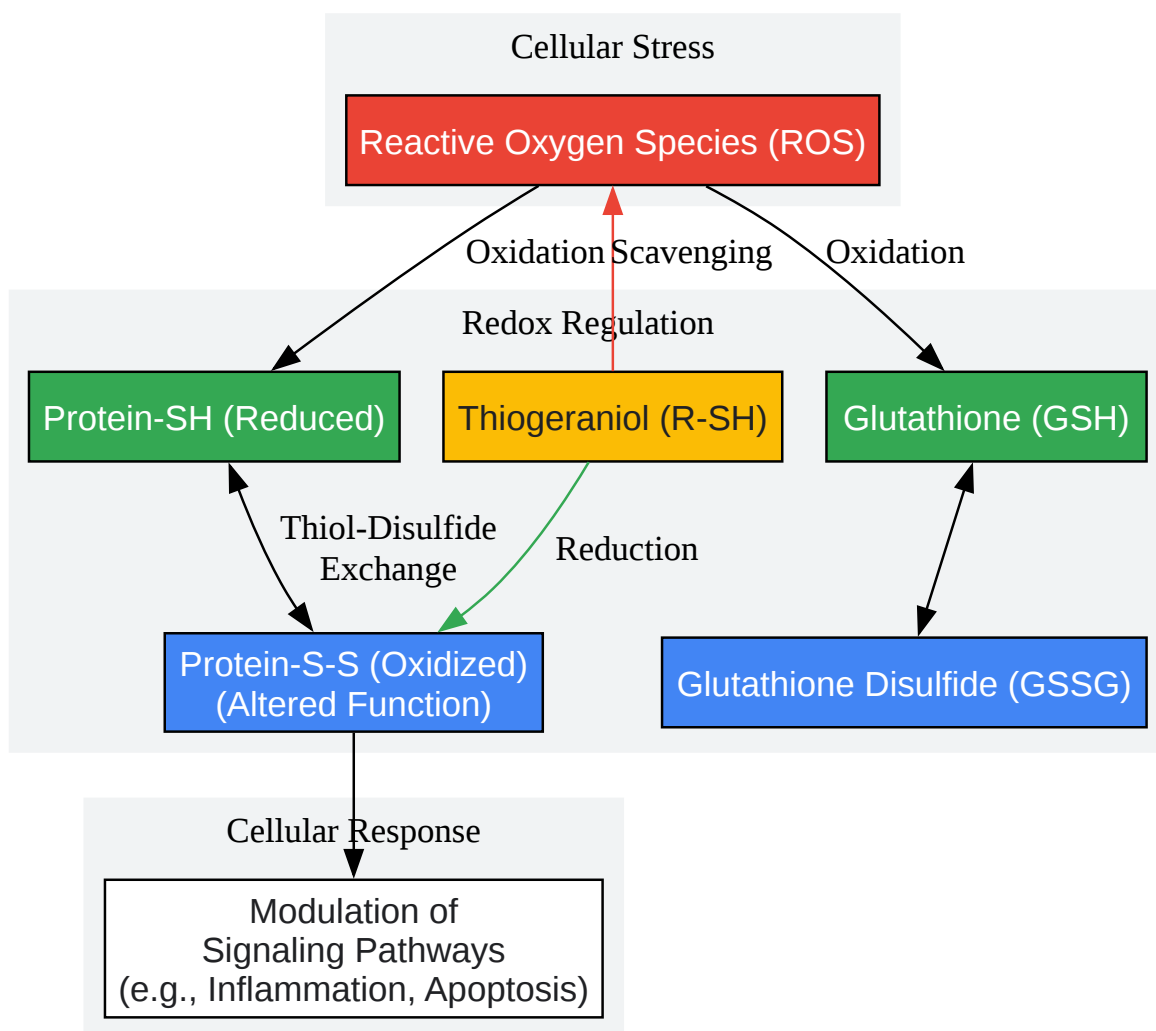 Cellular Stress
Reactive Oxygen Species (ROS)
Oxidation
Scavenging
Oxidation
Redox Regulation
Protein-SH (Reduced)
Thiogeraniol (R-SH)
Glutathione (GSH)
Thiol-Disulfide
Exchange
Reduction
Protein-S-S (Oxidized)
(Altered Function)
Glutathione Disulfide (GSSG)
Cellular Response
Modulation of
Signaling Pathways
(e.g., Inflammation, Apoptosis)